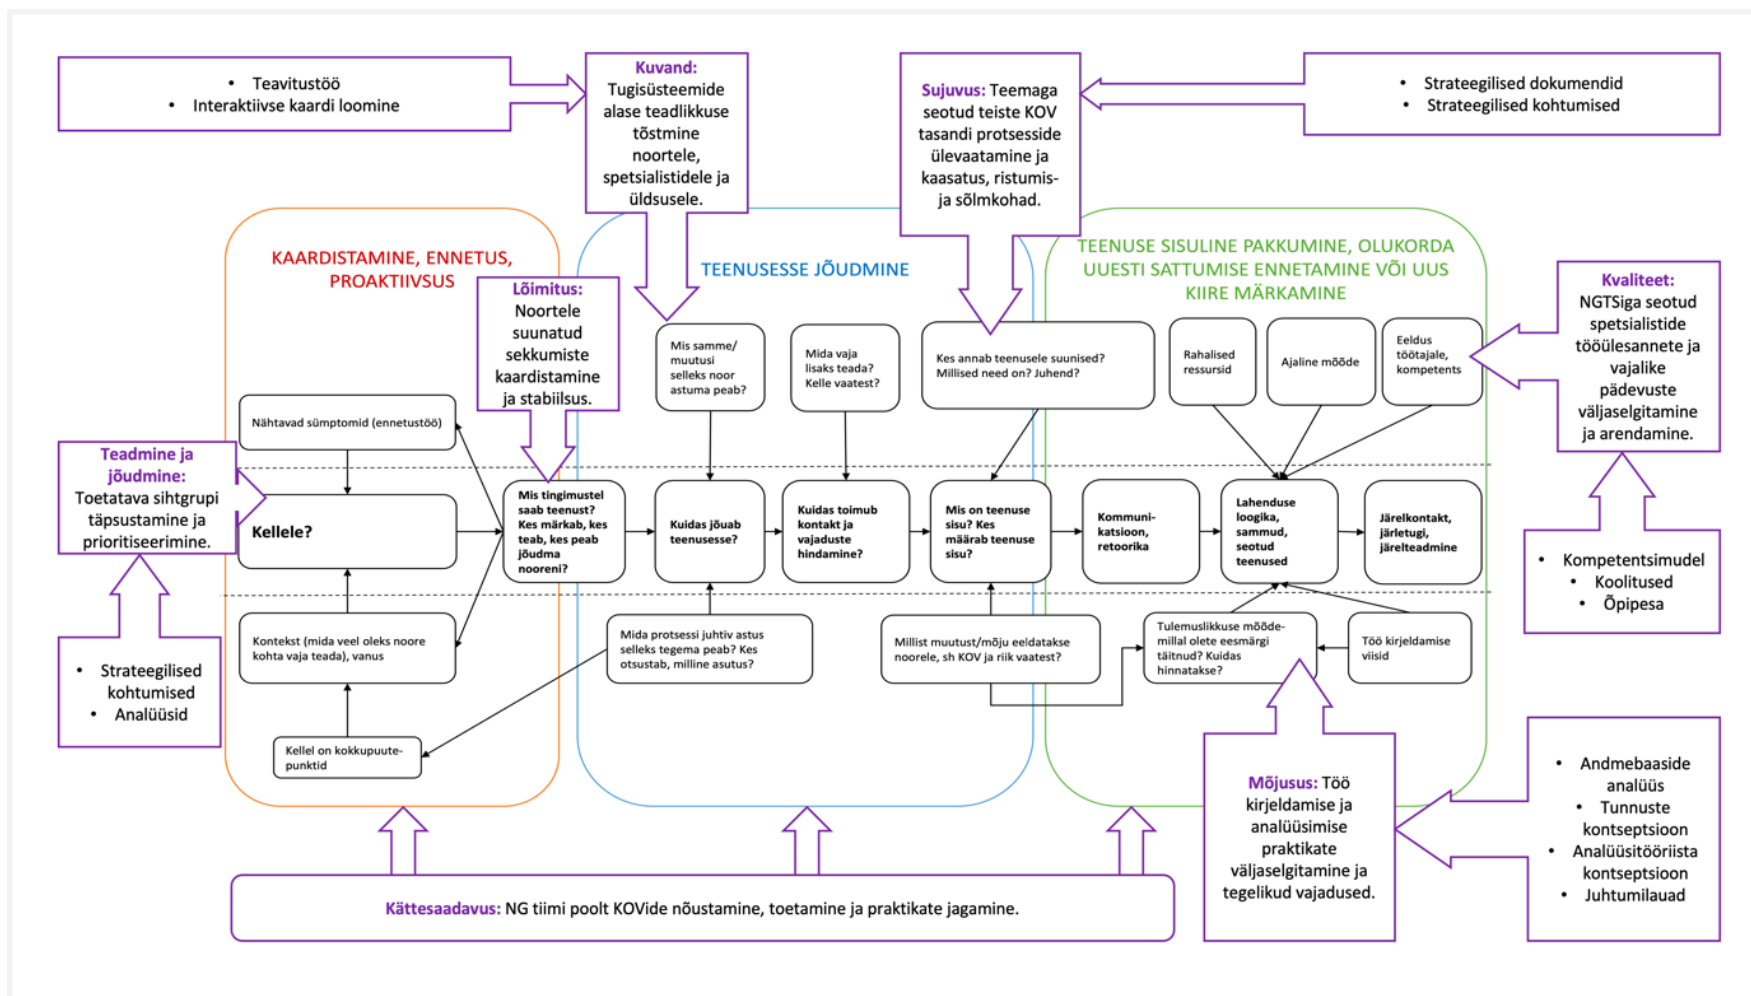 • Teavitustöö
• Interaktiivse kaardi loomine
Kuvand:
Tugisüsteemide
alase teadlikkuse
tõstmine
noortele,
spetsialistidele ja
üldsusele.
Sujuvus: Teemaga
seotud teiste KOV
tasandi protsesside
ülevaatamine ja
kaasatus, ristumis-
ja sõlmkohad.
• Strateegilised dokumendid
• Strateegilised kohtumised
KAARDISTAMINE, ENNETUS,
PROAKTIIVSUS
TEENUSESSE JÕUDMINE
TEENUSE SISULINE PAKKUMINE, OLUKORDA
UUESTI SATTUMISE ENNETAMINE VÕI UUS
KIIRE MÄRKAMINE
Lõimitus:
Noortele
suunatud
sekkumiste
kaardistamine
ja stabiilsus.
Kvaliteet:
NGTSiga seotud
spetsialistide
tööülesannete ja
vajalike
pädevuste
väljaselgitamine
ja arendamine.
Mis samme/
muutusi
selleks noor
astuma peab?
Mida vaja
lisaks teada?
Kelle vaatest?
Kes annab teenusele suunised?
Millised need on? Juhend?
Rahalised
ressursid
Ajaline mõõde
Eeldus
töötajale,
kompetents
Nähtavad sümptomid (ennetustöö)
Teadmine ja
jõudmine:
Toetatava sihtgrupi
täpsustamine ja
prioritiseerimine.
Kellele?
Mis tingimustel
saab teenust?
Kes märkab, kes
teab, kes peab
jõudma
nooreni?
Kuidas jõuab
teenusesse?
Kuidas toimub
kontakt ja
vajaduste
hindamine?
Mis on teenuse
sisu? Kes
määrab teenuse
sisu?
Kommuni-
katsioon,
retoorika
Lahenduse
loogika,
sammud,
seotud
teenused
Järelkontakt,
järletugi,
järelteadmine
• Kompetentsimudel
• Koolitused
• Õpipesa
Kontekst (mida veel oleks noore
kohta vaja teada), vanus
Mida protsessi juhtiv astus
selleks tegema peab? Kes
otsustab, milline asutus?
Millist muutust/mõju eeldatakse
noorele, sh KOV ja riik vaatest?
Tulemuslikkuse mõõde-
millal olete eesmärgi
täitnud? Kuidas
hinnatakse?
Töö kirjeldamise
viisid
• Strateegilised
kohtumised
• Analüüsid
Kellel on kokkupuute-
punktid
Mõjusus: Töö
kirjeldamise ja
analüüsimise
praktikate
väljaselgitamine ja
tegelikud vajadused.
• Andmebaaside
analüüs
• Tunnuste
kontseptsioon
• Analüüsitööriista
kontseptsioon
• Juhtumilauad
Kättesaadavus: NG tiimi poolt KOVide nõustamine, toetamine ja praktikate jagamine.